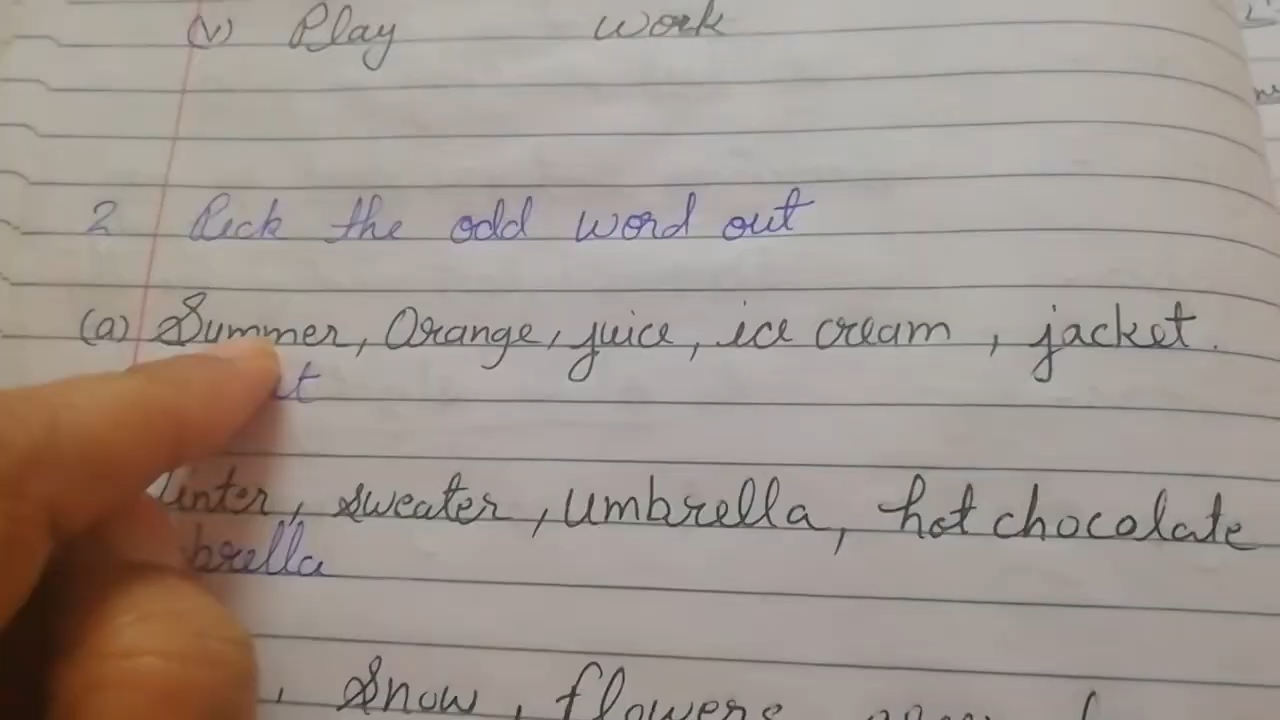 (v) Play work
2 Pick the odd word out
(a) Summer, Orange, juice, ice cream, jacket.
sweater, umbrella, hot chocolate
Snow, flowers